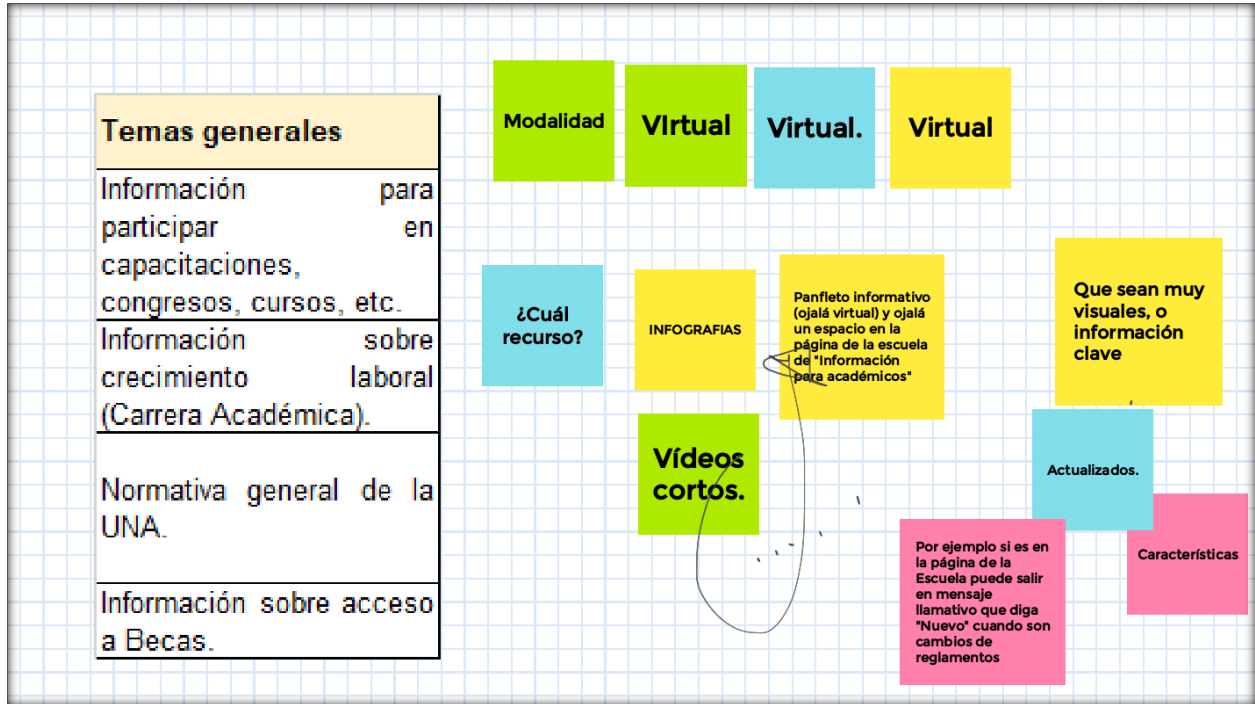 Temas generales
Información para
participar en
capacitaciones,
congresos, cursos, etc.
Información sobre
crecimiento laboral
(Carrera Académica).
Normativa general de la
UNA.
Información sobre acceso
a Becas.
Modalidad
VIrtual
Virtual.
Virtual
¿Cuál
recurso?
INFOGRAFIAS
Panfleto informativo
(ojalá virtual) y ojalá
un espacio en la
página de la escuela
de "Información
para académicos"
Vídeos
cortos.
Que sean muy
visuales, o
información
clave
Actualizados.
Características
Por ejemplo si es en
la página de la
Escuela puede salir
en mensaje
llamativo que diga
"Nuevo" cuando son
cambios de
reglamentos